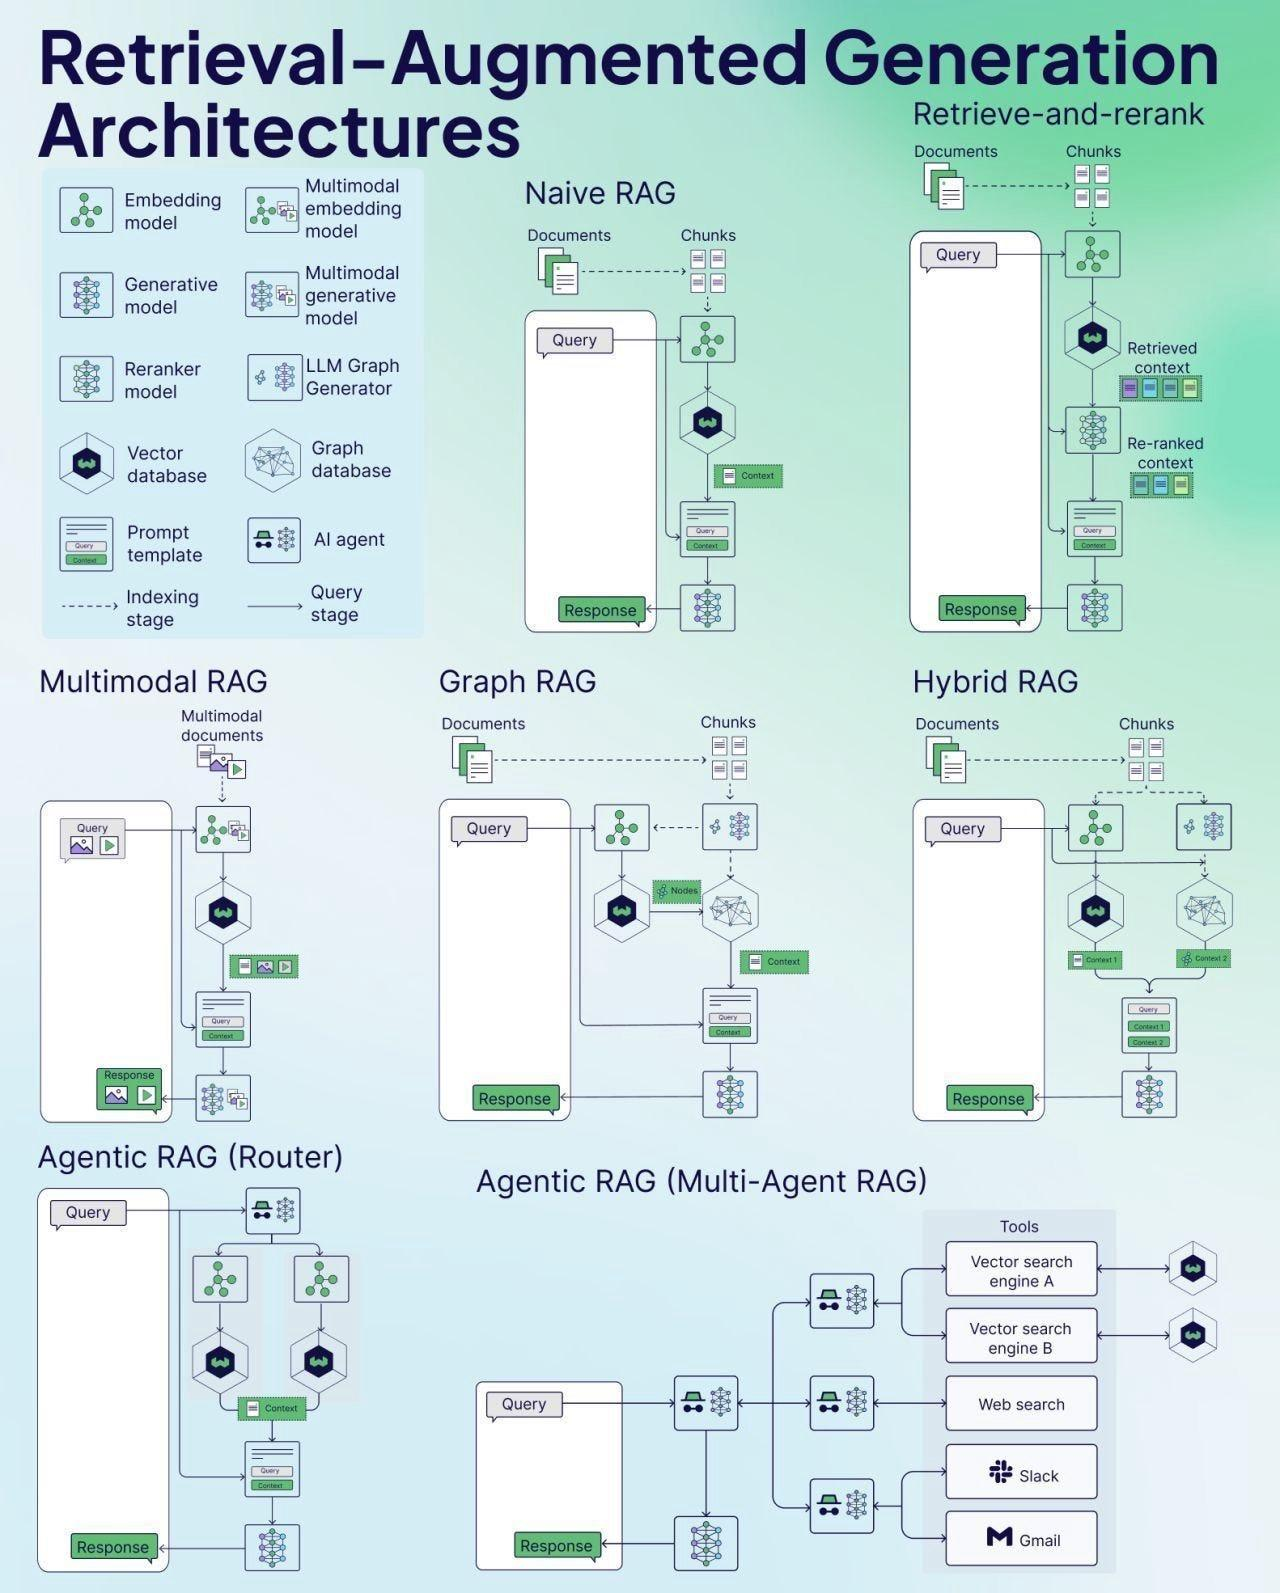 Retrieval-Augmented Generation
Architectures
Embedding
model
Multimodal
embedding
model
Generative
model
Multimodal
generative
model
Reranker
model
LLM Graph
Generator
Vector
database
Graph
database
Query
Context
Prompt
template
AI agent
Indexing
stage
Query
stage
Naive RAG
Documents
Chunks
Query
Context
Query
Context
Response
Retrieve-and-rerank
Documents
Chunks
Query
Retrieved
context
Re-ranked
context
Query
Context
Response
Multimodal RAG
Multimodal
documents
Query
Query
Context
Response
Graph RAG
Documents
Chunks
Query
Nodes
Context
Query
Context
Response
Hybrid RAG
Documents
Chunks
Query
Context 1
Context 2
Query
Context 1
Context 2
Response
Agentic RAG (Router)
Query
Context
Query
Context
Response
Agentic RAG (Multi-Agent RAG)
Tools
Vector search
engine A
Vector search
engine B
Query
Web search
Slack
Gmail
Response